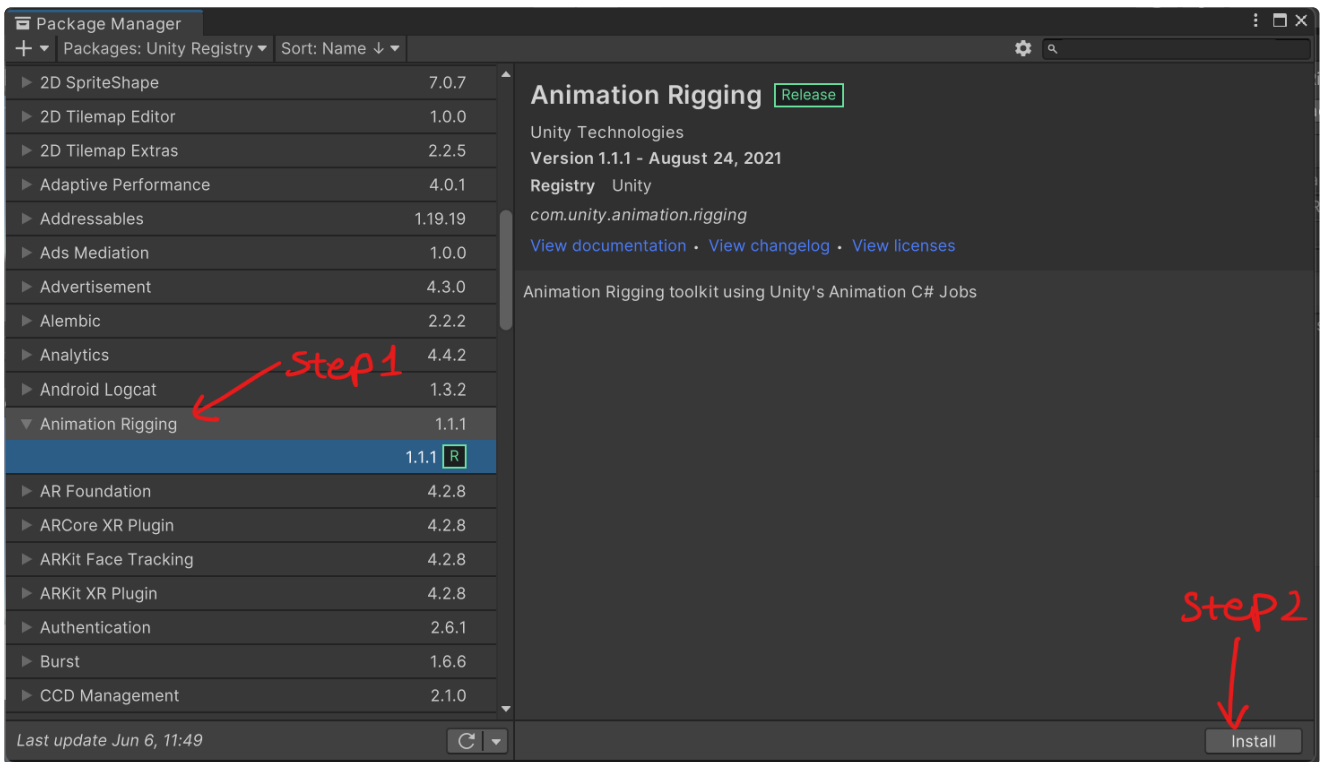 Package Manager
Packages: Unity Registry Sort: Name ↓
2D SpriteShape 7.0.7
2D Tilemap Editor 1.0.0
2D Tilemap Extras 2.2.5
Adaptive Performance 4.0.1
Addressables 1.19.19
Ads Mediation 1.0.0
Advertisement 4.3.0
Alembic 2.2.2
Analytics 4.4.2
Step1
Android Logcat 1.3.2
Animation Rigging 1.1.1
1.1.1 R
AR Foundation 4.2.8
ARCore XR Plugin 4.2.8
ARKit Face Tracking 4.2.8
ARKit XR Plugin 4.2.8
Authentication 2.6.1
Burst 1.6.6
CCD Management 2.1.0
Last update Jun 6, 11:49
Animation Rigging Release
Unity Technologies
Version 1.1.1 - August 24, 2021
Registry Unity
com.unity.animation.rigging
View documentation • View changelog • View licenses
Animation Rigging toolkit using Unity's Animation C# Jobs
Step2
Install